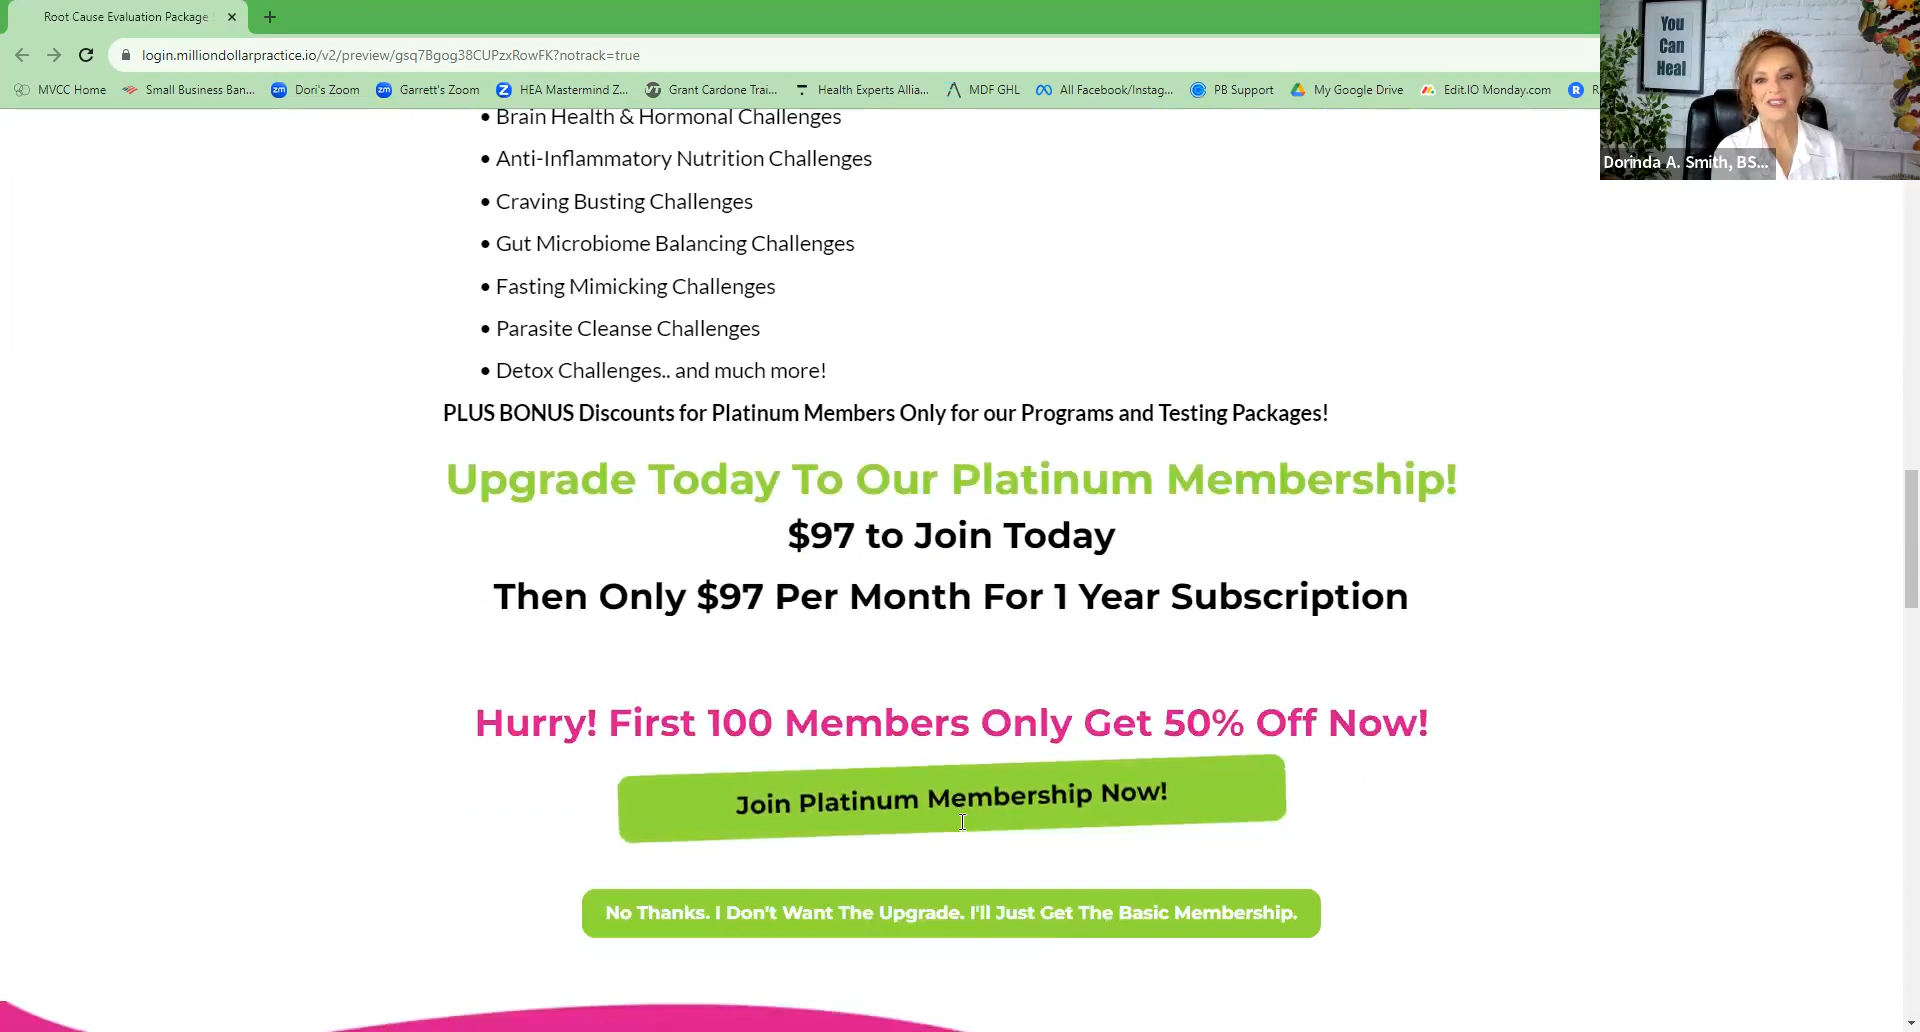 Root Cause Evaluation Package
login.milliondollarpractice.io/v2/preview/gsq7Bgog38CUPzxRowFK?notrack=true
MVCC Home
Small Business Ban...
Dori's Zoom
Garrett's Zoom
HEA Mastermind Z...
Grant Cardone Trai...
Health Experts Allia...
MDF GHL
All Facebook/Instag...
PB Support
My Google Drive
Edit.IO Monday.com
You
Can
Heal
Dorinda A. Smith, BS...
• Brain Health & Hormonal Challenges
• Anti-Inflammatory Nutrition Challenges
• Craving Busting Challenges
• Gut Microbiome Balancing Challenges
• Fasting Mimicking Challenges
• Parasite Cleanse Challenges
• Detox Challenges.. and much more!
PLUS BONUS Discounts for Platinum Members Only for our Programs and Testing Packages!
Upgrade Today To Our Platinum Membership!
$97 to Join Today
Then Only $97 Per Month For 1 Year Subscription
Hurry! First 100 Members Only Get 50% Off Now!
Join Platinum Membership Now!
No Thanks. I Don't Want The Upgrade. I'll Just Get The Basic Membership.